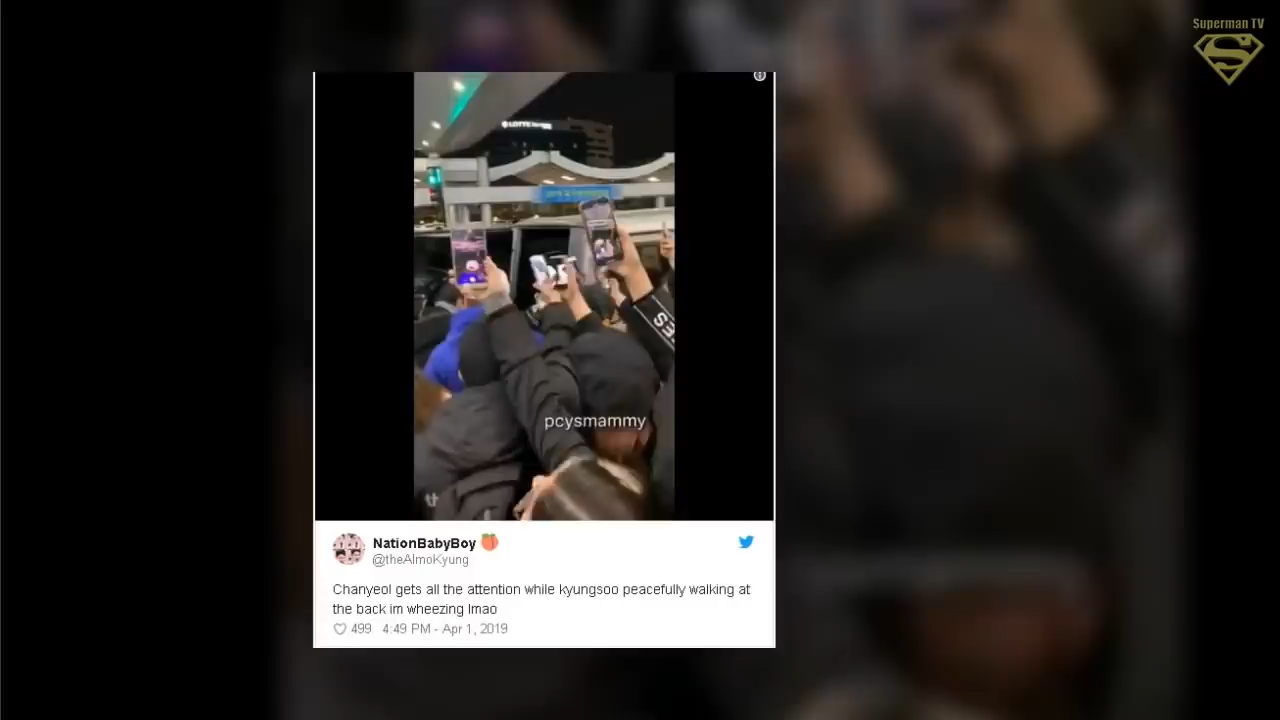 Superman TV
S
LOTTE
pcysmammy
NationBabyBoy 🍑
@theAlmoKyung
Chanyeol gets all the attention while kyungsoo peacefully walking at
the back im wheezing lmao
499 4:49 PM - Apr 1, 2019